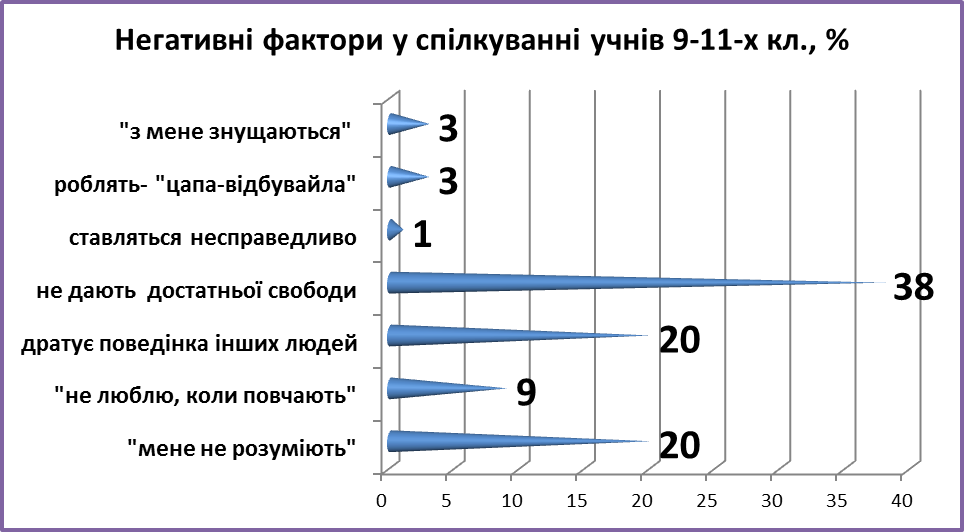 Негативні фактори у спілкуванні учнів 9-11-х кл., %
"з мене знущаються" 3
роблять- "цапа-відбувайла" 3
ставляться несправедливо 1
не дають достатньої свободи 38
дратує поведінка інших людей 20
"не люблю, коли повчають" 9
"мене не розуміють" 20
0 5 10 15 20 25 30 35 40